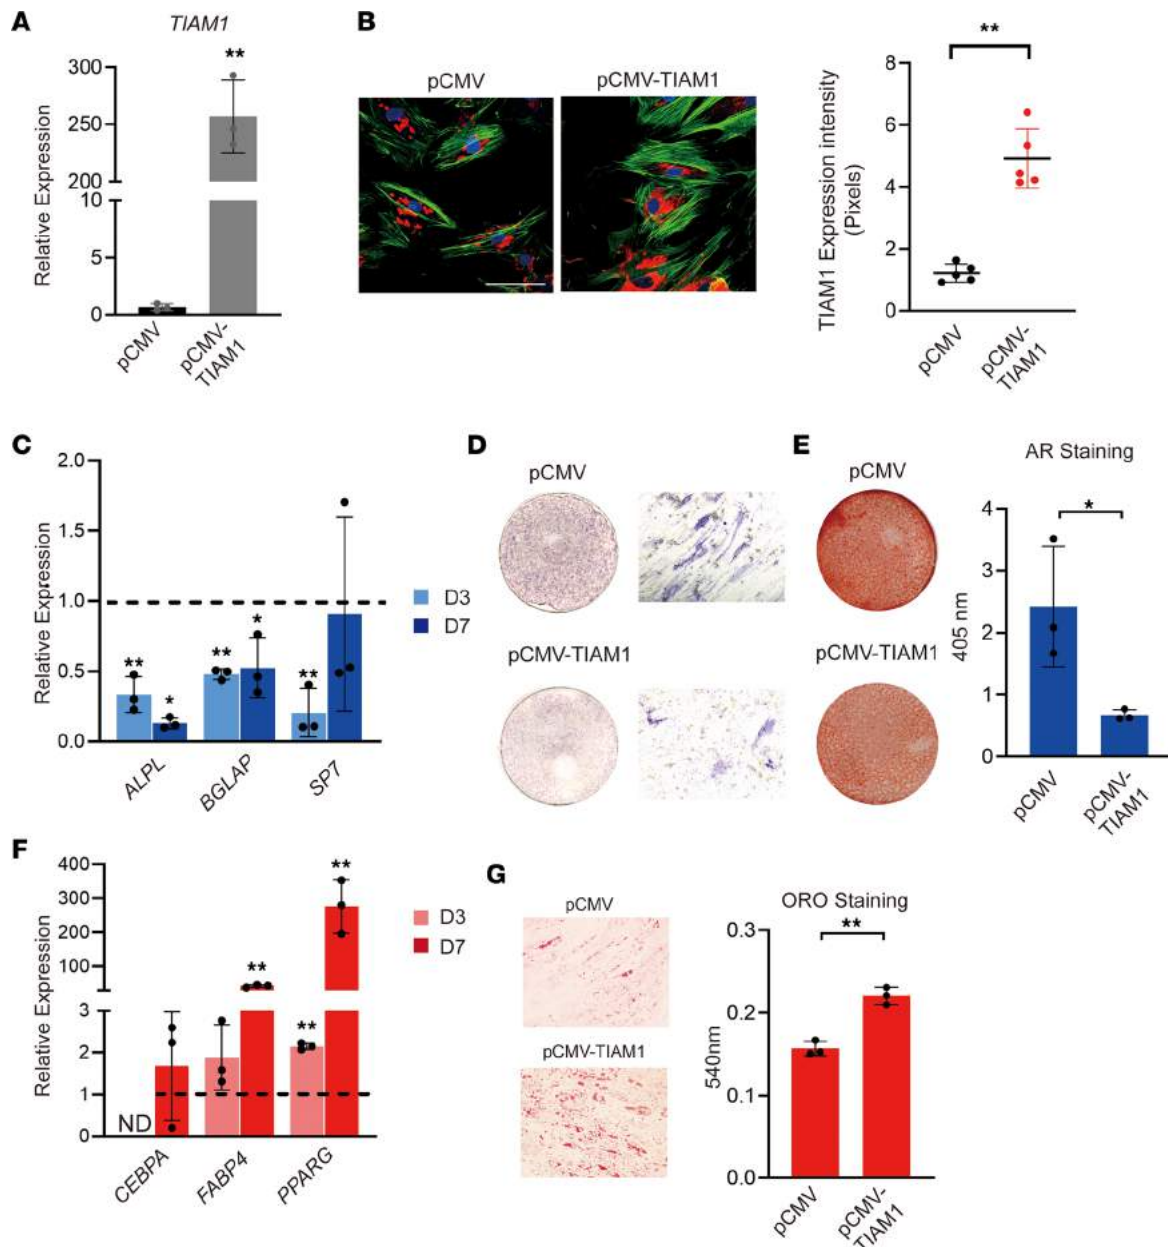 A
TIAM1
**
Relative Expression
300
250
200
10
5
0
pCMV
pCMV-
TIAM1
B
pCMV
pCMV-TIAM1
**
TIAM1 Expression intensity
(Pixels)
8
6
4
2
0
pCMV
pCMV-
TIAM1
C
Relative Expression
2.0
1.5
1.0
0.5
0.0
**
*
**
*
**
D3
D7
ALPL
BGLAP
SP7
D
pCMV
pCMV-TIAM1
E
pCMV
pCMV-TIAM1
AR Staining
*
405 nm
4
3
2
1
0
pCMV
pCMV-
TIAM1
F
Relative Expression
400
300
200
100
3
2
1
0
ND
**
**
**
D3
D7
CEBPA
FABP4
PPARG
G
pCMV
pCMV-TIAM1
ORO Staining
**
540nm
0.3
0.2
0.1
0.0
pCMV
pCMV-
TIAM1